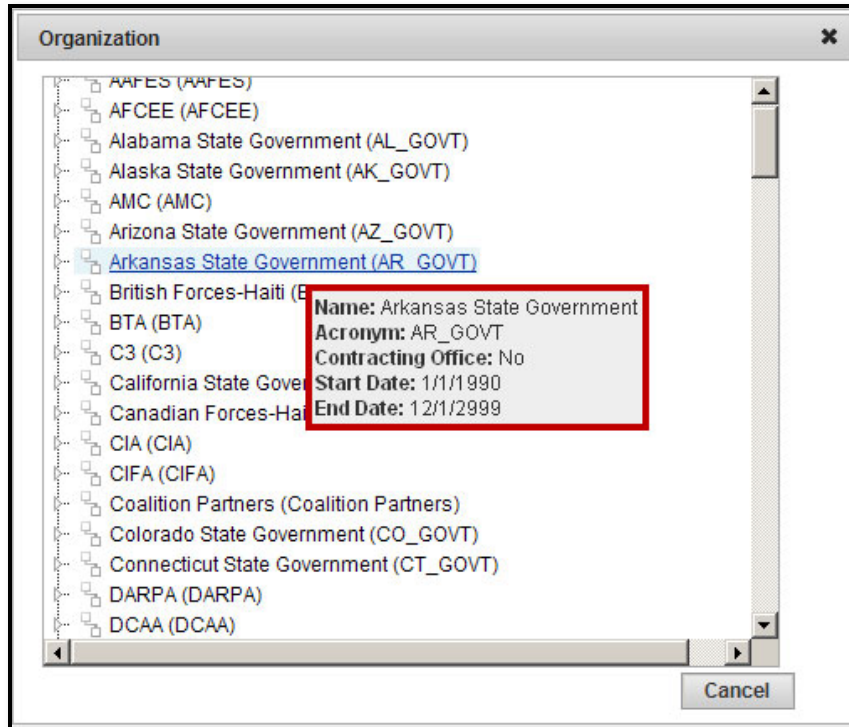 Organization
AAFES (AAFES)
AFCEE (AFCEE)
Alabama State Government (AL_GOVT)
Alaska State Government (AK_GOVT)
AMC (AMC)
Arizona State Government (AZ_GOVT)
Arkansas State Government (AR_GOVT)
British Forces-Haiti (
Name: Arkansas State Government
BTA (BTA)
Acronym: AR_GOVT
C3 (C3)
Contracting Office: No
California State Gover
Start Date: 1/1/1990
Canadian Forces-Hai
End Date: 12/1/2999
CIA (CIA)
CIFA (CIFA)
Coalition Partners (Coalition Partners)
Colorado State Government (CO_GOVT)
Connecticut State Government (CT_GOVT)
DARPA (DARPA)
DCAA (DCAA)
Cancel